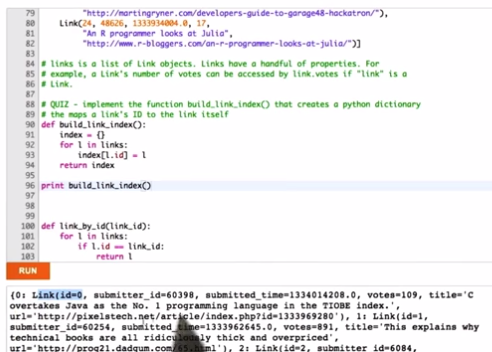 79 "http://martingryner.com/developers-guide-to-garage48-hackatron/"),
80 Link(24, 48626, 1333934004.0, 17,
81 "An R programmer looks at Julia",
82 "http://www.r-bloggers.com/an-r-programmer-looks-at-julia/")]
83
84 # links is a list of Link objects. Links have a handful of properties. For
85 # example, a Link's number of votes can be accessed by link.votes if "link" is a
86 # Link.
87
88 # QUIZ - implement the function build_link_index() that creates a python dictionary
89 # the maps a link's ID to the link itself
90 def build_link_index():
91 index = {}
92 for l in links:
93 index[l.id] = l
94 return index
95
96 print build_link_index()
97
98
99
100 def link_by_id(link_id):
101 for l in links:
102 if l.id == link_id:
103 return l
RUN
{0: Link(id=0, submitter_id=60398, submitted_time=1334014208.0, votes=109, title='C
overtakes Java as the No. 1 programming language in the TIOBE index.',
url='http://pixelstech.net/article/index.php?id=1333969280'), 1: Link(id=1,
submitter_id=60254, submitted_time=1333962645.0, votes=891, title='This explains why
technical books are all ridiculously thick and overpriced',
url='http://prog21.dadgum.com/65.html'), 2: Link(id=2, submitter_id=6084,